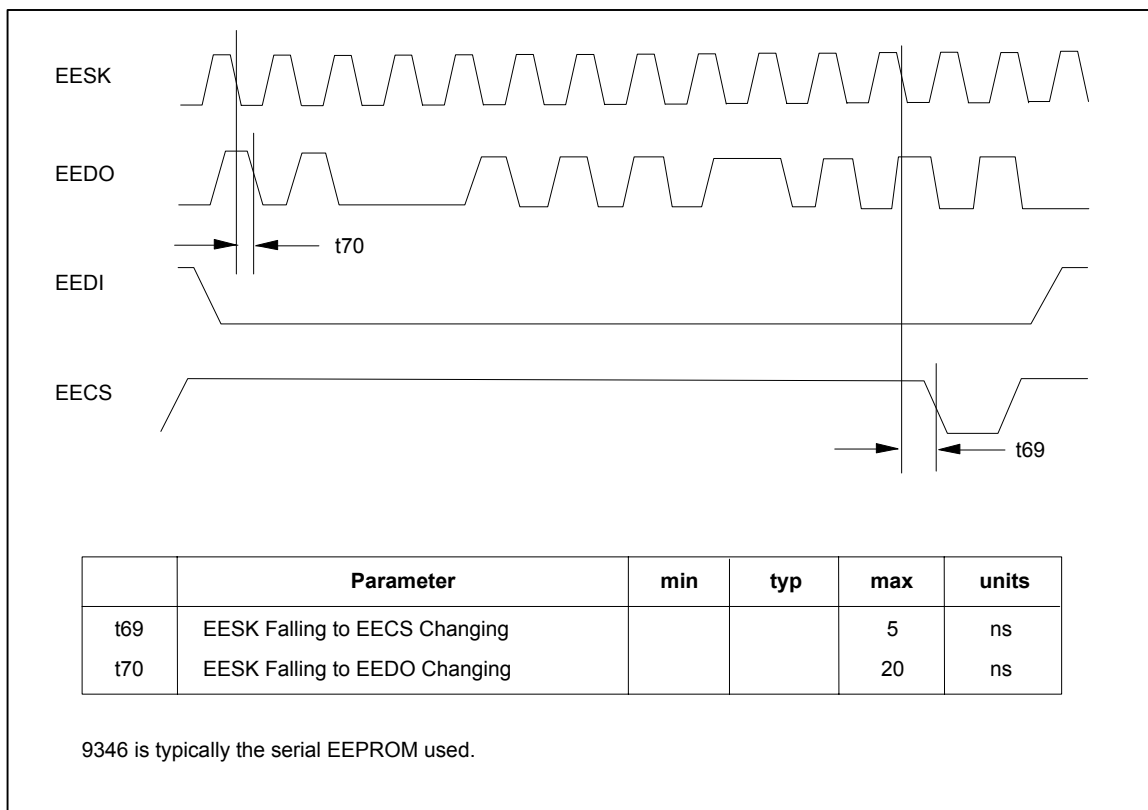 EESK
EEDO
t70
EEDI
EECS
t69
Parameter min typ max units
t69 EESK Falling to EECS Changing 5 ns
t70 EESK Falling to EEDO Changing 20 ns
9346 is typically the serial EEPROM used.